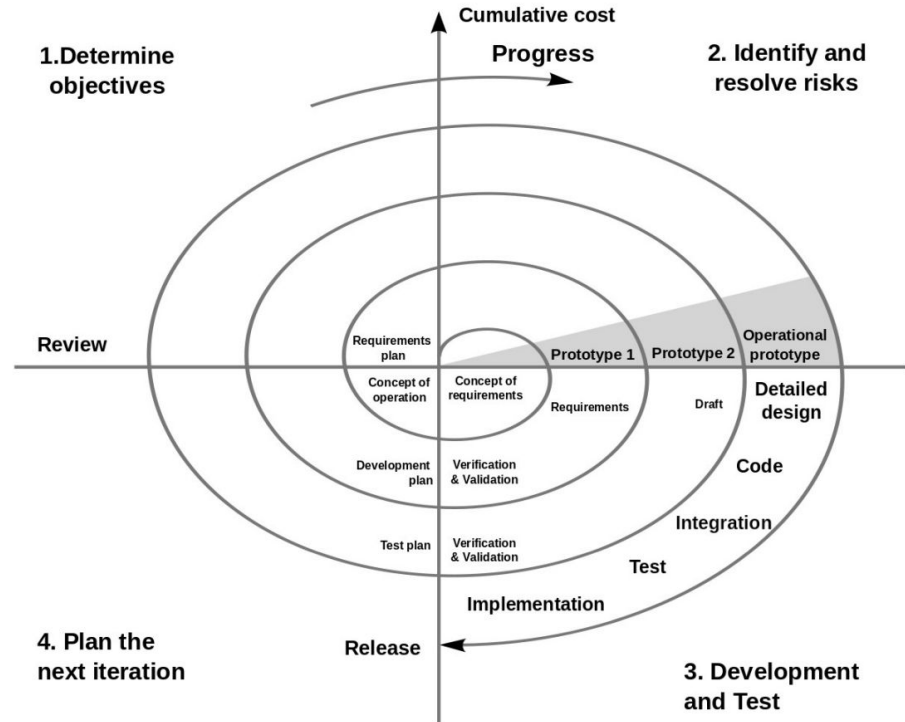 Cumulative cost
1.Determine
objectives
Progress
2. Identify and
resolve risks
Review
Requirements
plan
Prototype 1
Prototype 2
Operational
prototype
Concept of
operation
Concept of
requirements
Requirements
Draft
Detailed
design
Development
plan
Verification
& Validation
Code
Integration
Test plan
Verification
& Validation
Test
Implementation
4. Plan the
next iteration
Release
3. Development
and Test